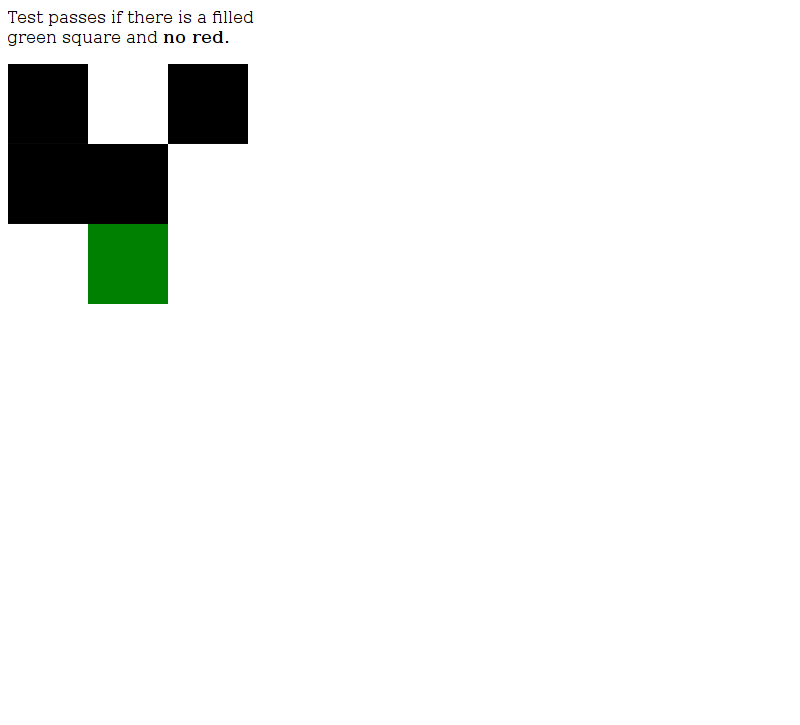 Test passes if there is a filled
green square and no red.